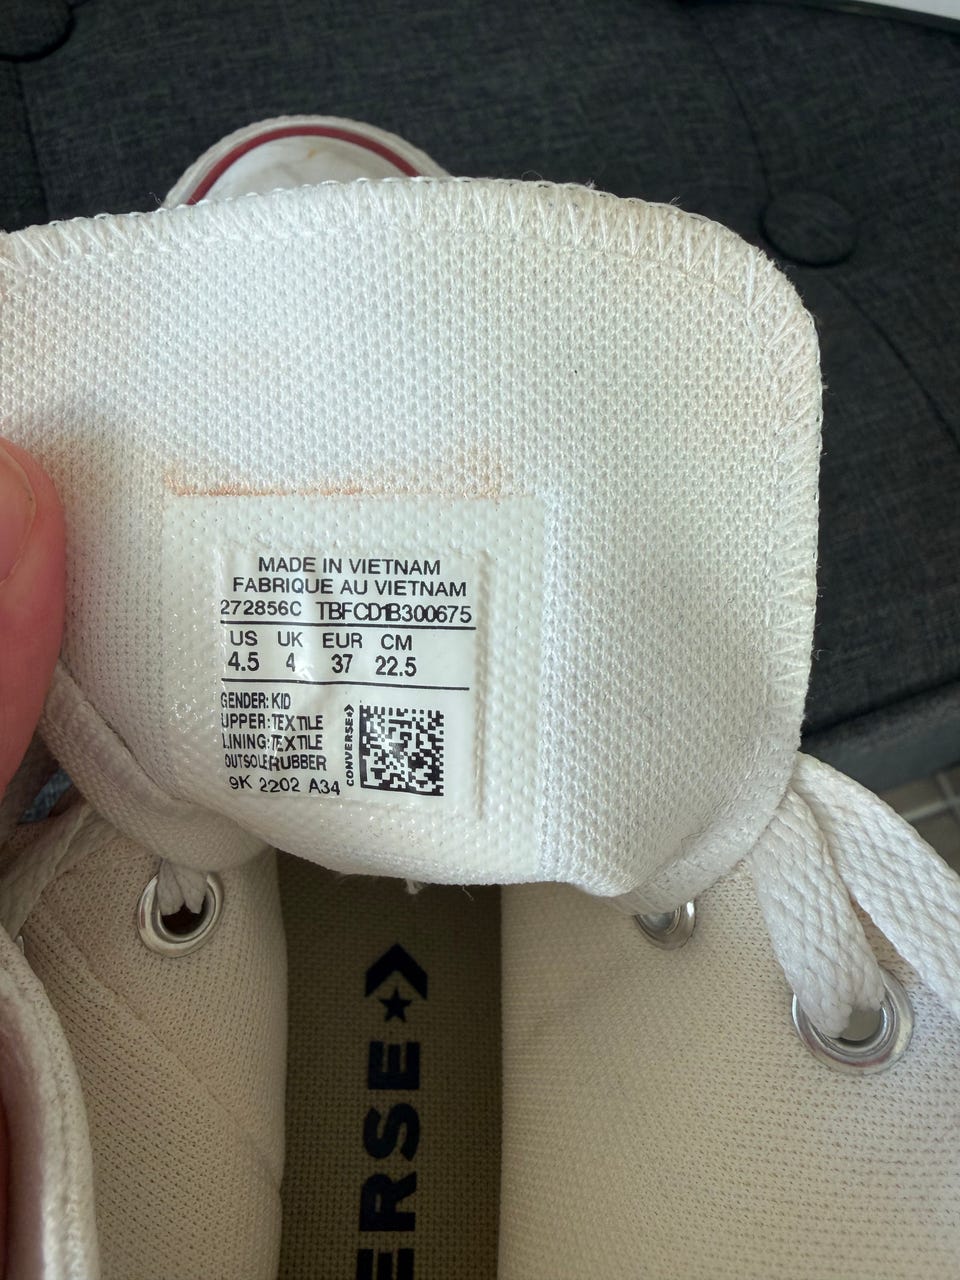 MADE IN VIETNAM
FABRIQUE AU VIETNAM
272856C TBFCD1B300675
US UK EUR CM
4.5 4 37 22.5
GENDER: KID
UPPER: TEXTILE
LINING: TEXTILE
OUTSOLE RUBBER
9K 2202 A34
CONVERSE
ERSE